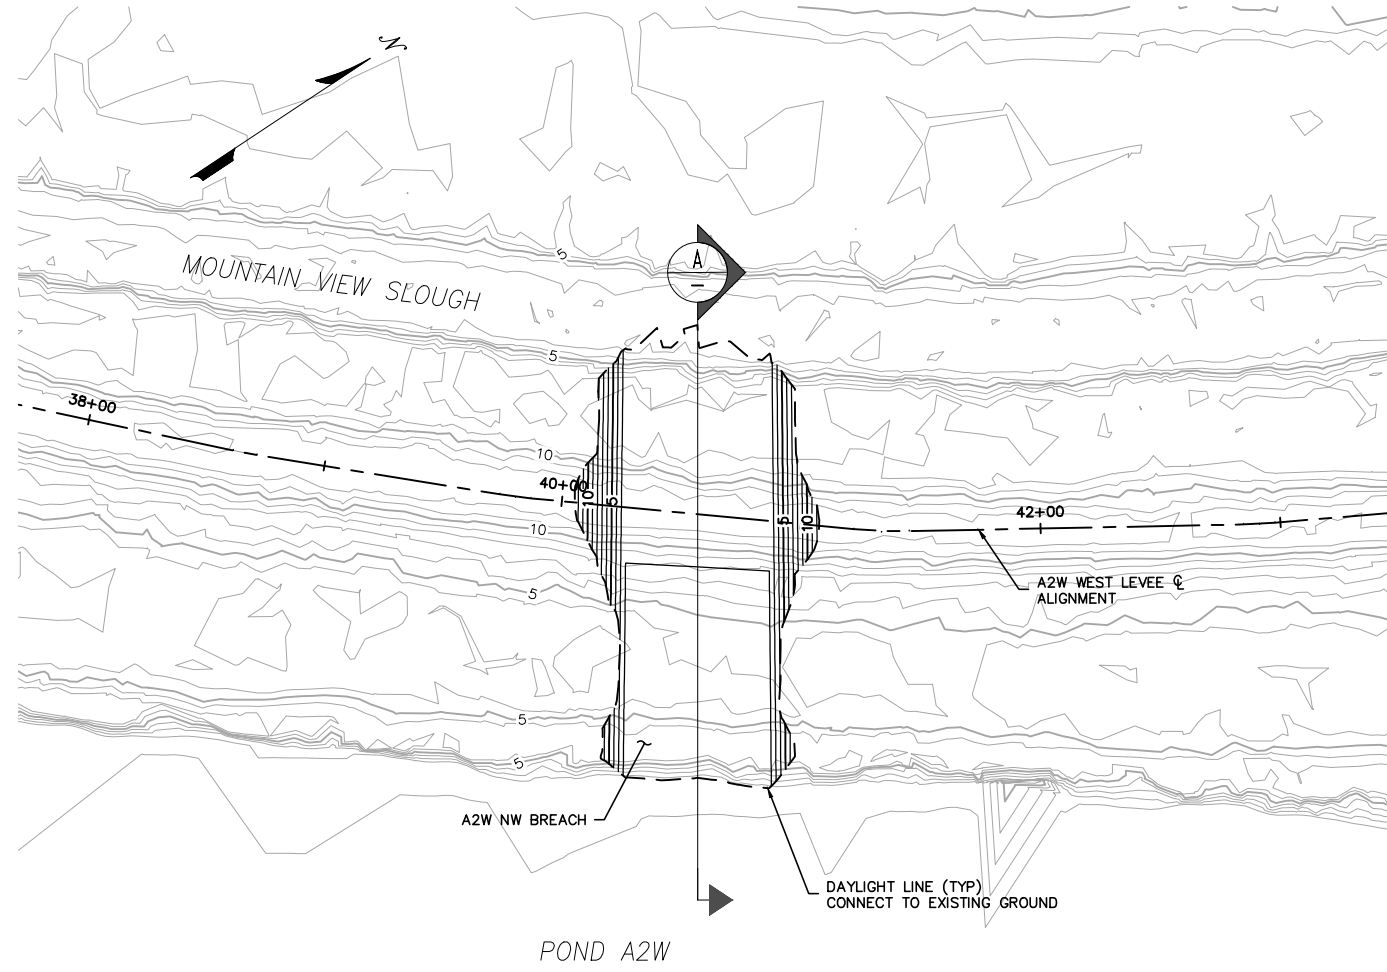 N
5
A
MOUNTAIN VIEW SLOUGH
5
38+00
10
40+00
10
5
5
10
42+00
10
A2W WEST LEVEE ℄
ALIGNMENT
5
5
5
A2W NW BREACH
DAYLIGHT LINE (TYP)
CONNECT TO EXISTING GROUND
POND A2W